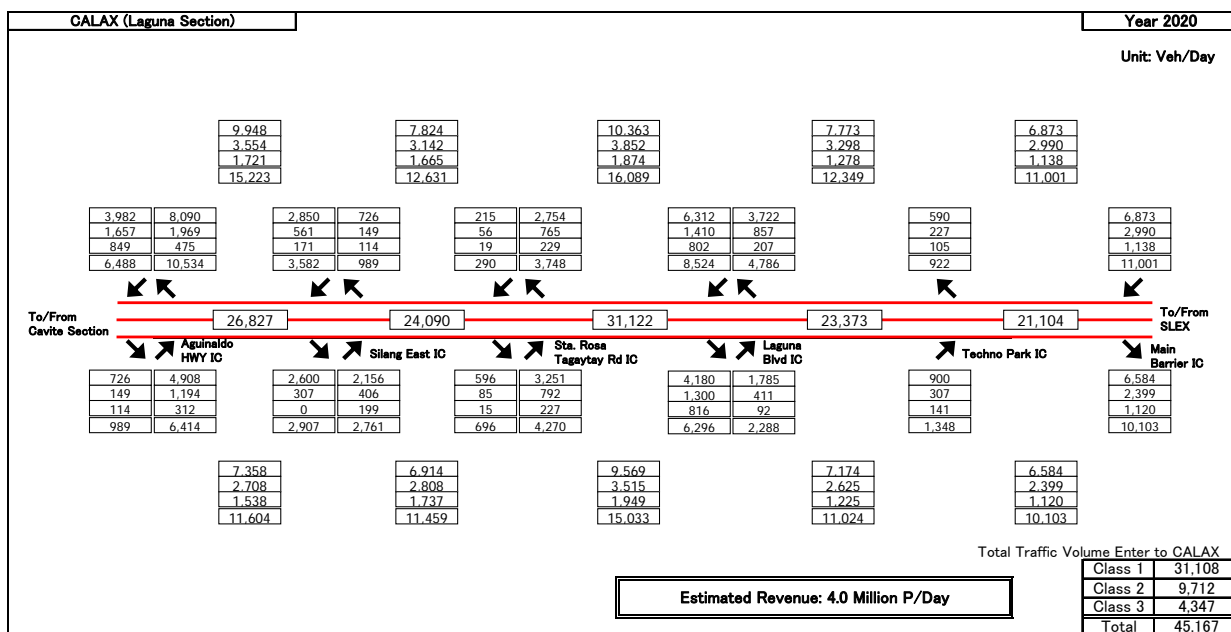 CALAX (Laguna Section) Year 2020
Unit: Veh/Day
9.948 7.824 10.363 7.773 6.873
3.554 3.142 3.852 3.298 2.990
1,721 1,665 1,874 1,278 1,138
15,223 12,631 16,089 12,349 11,001
3,982 8,090 2,850 726 215 2,754 6,312 3,722 590 6,873
1,657 1,969 561 149 56 765 1,410 857 227 2,990
849 475 171 114 19 229 802 207 105 1,138
6,488 10,534 3,582 989 290 3,748 8,524 4,786 922 11,001
To/From
Cavite Section
26,827 24,090 31,122 23,373 21,104
To/From
SLEX
Aguinaldo
HWY IC
Silang East IC
Sta. Rosa
Tagaytay Rd IC
Laguna
Blvd IC
Techno Park IC
Main
Barrier IC
726 4,908 2,600 2,156 596 3,251 4,180 1,785 900 6,584
149 1,194 307 406 85 792 1,300 411 307 2,399
114 312 0 199 15 227 816 92 141 1,120
989 6,414 2,907 2,761 696 4,270 6,296 2,288 1,348 10,103
7.358 6.914 9.569 7.174 6.584
2.708 2.808 3.515 2.625 2.399
1,538 1,737 1,949 1,225 1,120
11,604 11,459 15,033 11,024 10,103
Total Traffic Volume Enter to CALAX
Class 1 31,108
Class 2 9,712
Class 3 4,347
Total 45,167
Estimated Revenue: 4.0 Million P/Day